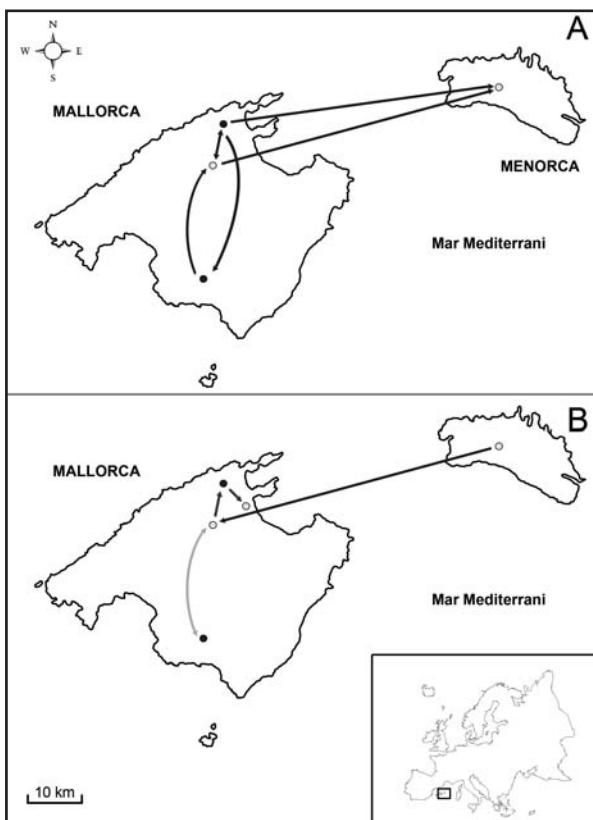 A
N
W E
S
MALLORCA
MENORCA
Mar Mediterrani
B
MALLORCA
Mar Mediterrani
10 km